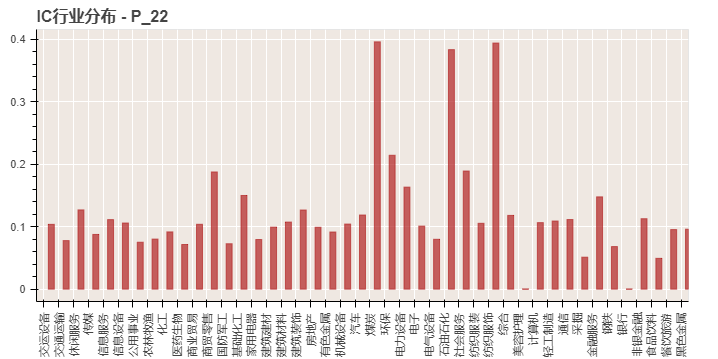 IC行业分布 - P_22
0.4
0.3
0.2
0.1
0
交运设备
交通运输
休闲服务
传媒
信息服务
信息设备
公用事业
农林牧渔
化工
医药生物
商业贸易
商贸零售
国防军工
基础化工
家用电器
建筑建材
建筑材料
建筑装饰
房地产
有色金属
机械设备
汽车
煤炭
环保
电力设备
电子
电气设备
石油石化
社会服务
纺织服装
纺织服饰
综合
美容护理
计算机
轻工制造
通信
采掘
金融服务
钢铁
银行
非银金融
食品饮料
餐饮旅游
黑色金属